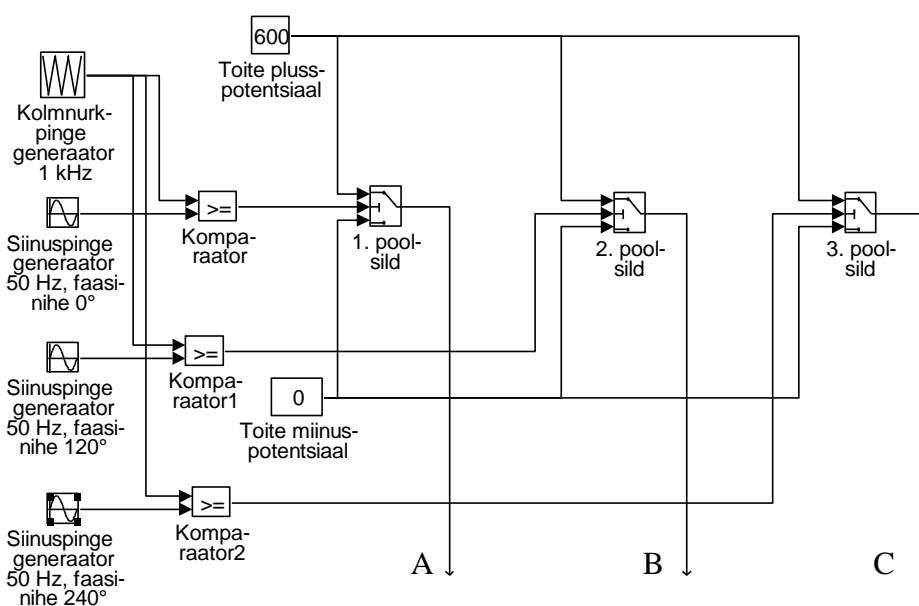 600
Toite pluss-
potentsiaal
Kolmnurk-
pinge
generaator
1 kHz
>=
Kompa-
raator
1. pool-
sild
2. pool-
sild
3. pool-
sild
Siinuspinge
generaator
50 Hz, faasi-
nihe 0°
>=
Kompa-
raator1
0
Toite miinus-
potentsiaal
Siinuspinge
generaator
50 Hz, faasi-
nihe 120°
>=
Kompa-
raator2
Siinuspinge
generaator
50 Hz, faasi-
nihe 240°
A
B
C